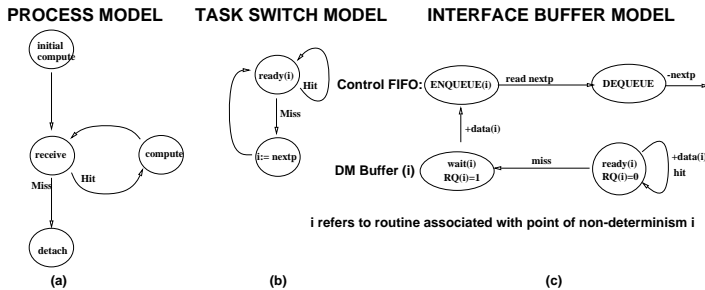 PROCESS MODEL
initial
compute
receive
compute
Hit
Miss
detach
(a)
TASK SWITCH MODEL
ready(i)
Hit
Miss
i:= nextp
(b)
INTERFACE BUFFER MODEL
Control FIFO:
ENQUEUE(i)
read nextp
DEQUEUE
-nextp
+data(i)
DM Buffer (i)
wait(i)
RQ(i)=1
miss
ready(i)
RQ(i)=0
+data(i)
hit
i refers to routine associated with point of non-determinism i
(c)